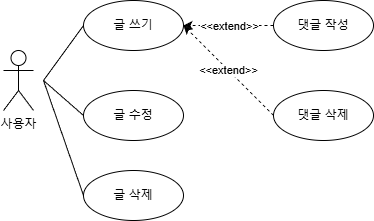 글 쓰기
<<extend>>
댓글 작성
<<extend>>
사용자
글 수정
댓글 삭제
글 삭제